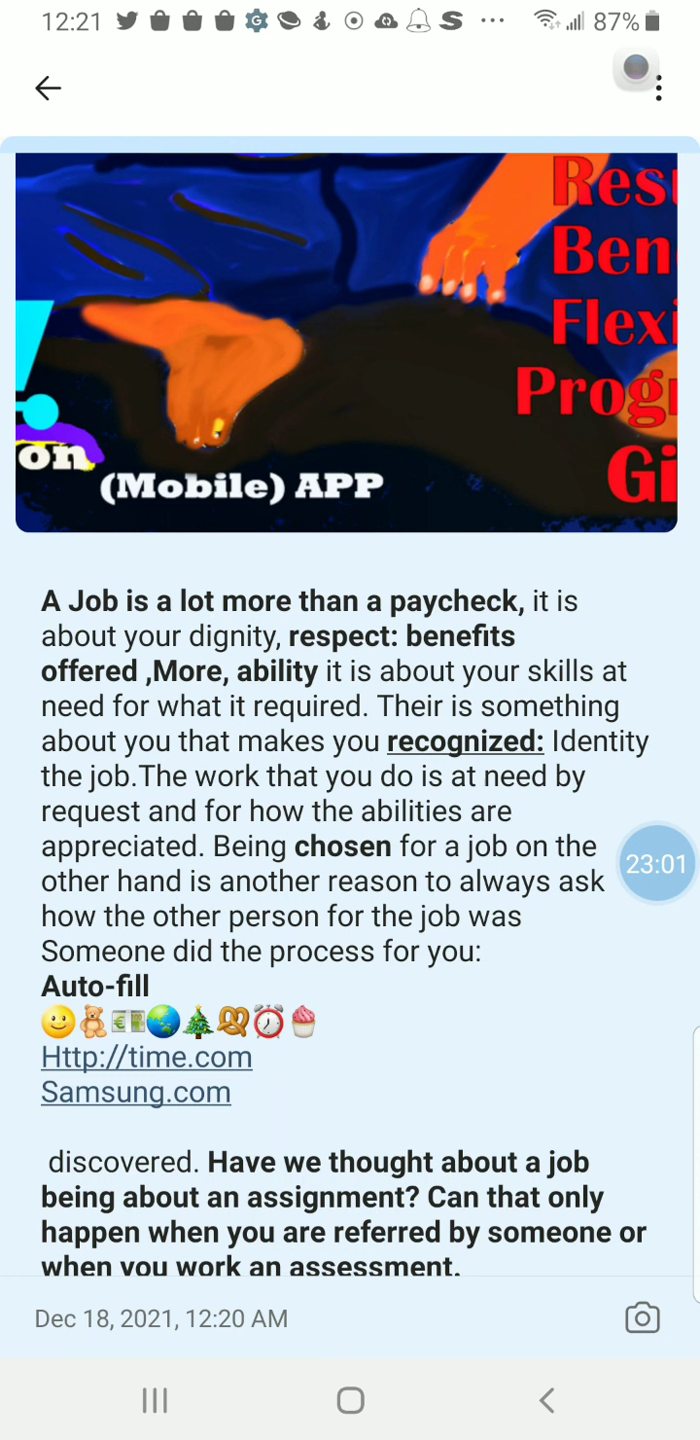 12:21
87%
Resp
Ben
Flexi
Prog
Gi
on
(Mobile) APP
A Job is a lot more than a paycheck, it is
about your dignity, respect: benefits
offered ,More, ability it is about your skills at
need for what it required. Their is something
about you that makes you recognized: Identity
the job.The work that you do is at need by
request and for how the abilities are
appreciated. Being chosen for a job on the
other hand is another reason to always ask
how the other person for the job was
Someone did the process for you:
23:01
Auto-fill
Http://time.com
Samsung.com
discovered. Have we thought about a job
being about an assignment? Can that only
happen when you are referred by someone or
when you work an assessment.
Dec 18, 2021, 12:20 AM